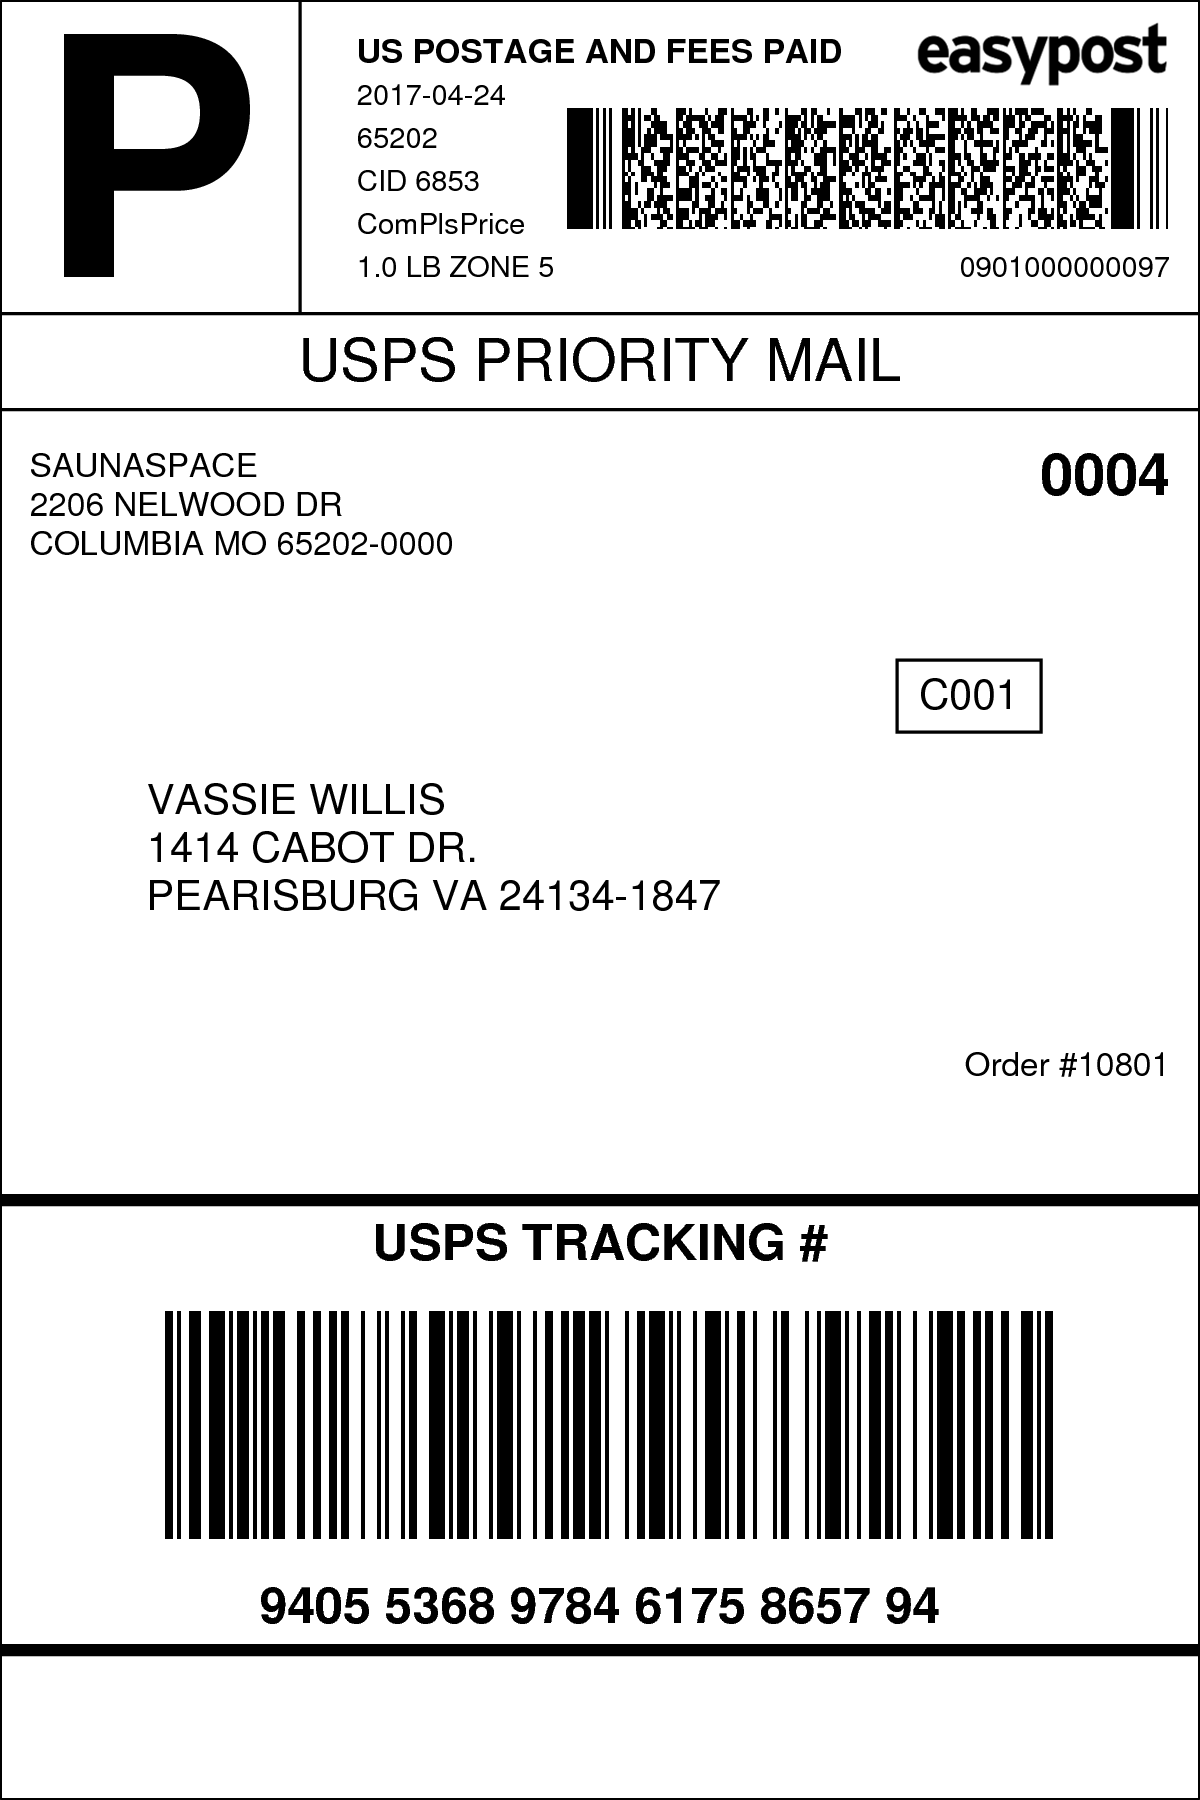 P
US POSTAGE AND FEES PAID
easypost
2017-04-24
65202
CID 6853
ComPlsPrice
1.0 LB ZONE 5
0901000000097
USPS PRIORITY MAIL
SAUNASPACE
2206 NELWOOD DR
COLUMBIA MO 65202-0000
0004
C001
VASSIE WILLIS
1414 CABOT DR.
PEARISBURG VA 24134-1847
Order #10801
USPS TRACKING #
9405 5368 9784 6175 8657 94